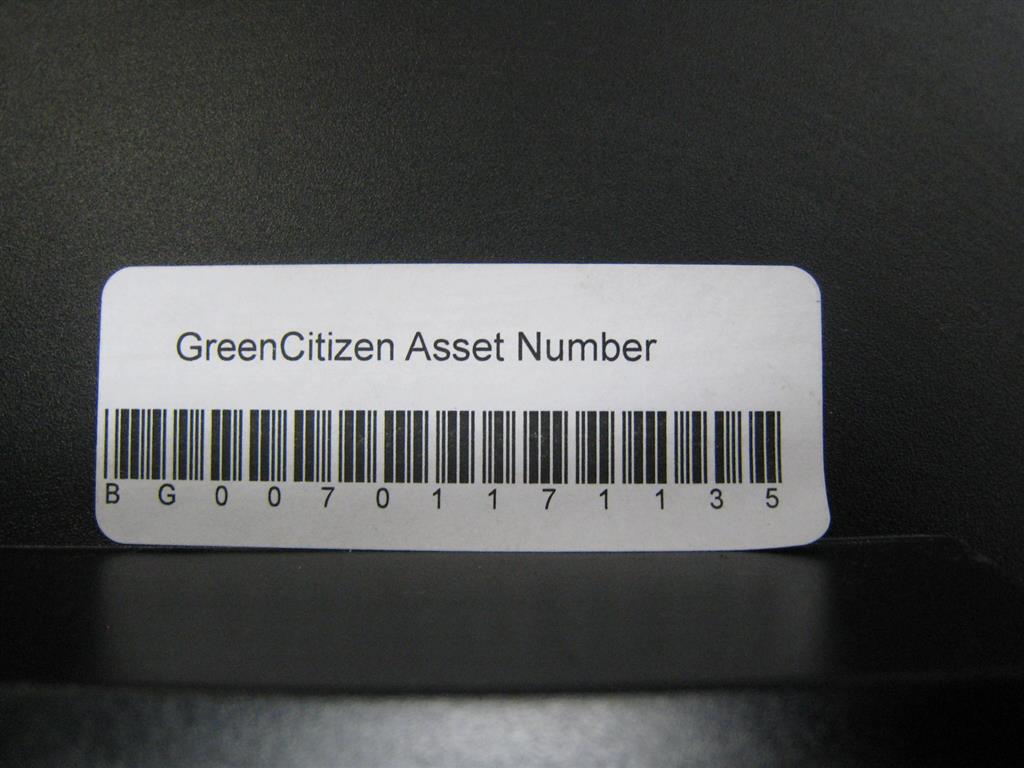 GreenCitizen Asset Number
B G 0 0 7 0 1 1 7 1 1 3 5